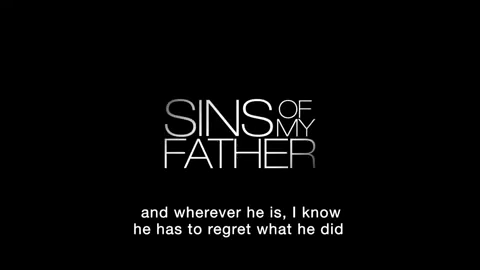 SINS OF MY
FATHER
and wherever he is, I know
he has to regret what he did